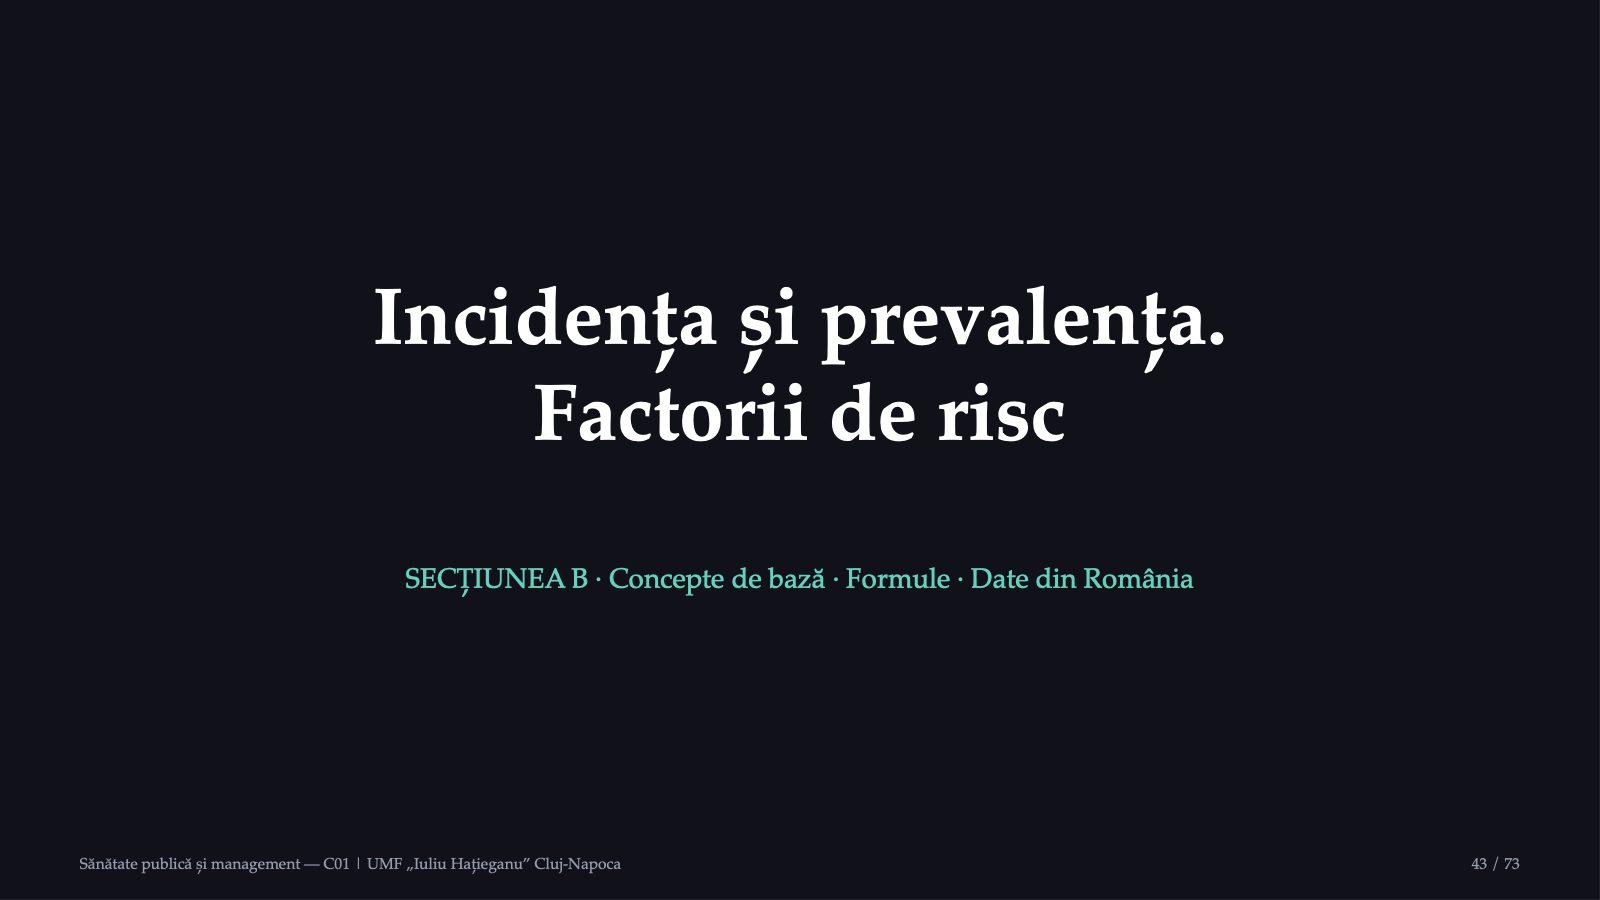 Incidența și prevalența.
Factorii de risc
SECȚIUNEA B · Concepte de bază · Formule · Date din România
Sănătate publică și management — C01 | UMF „Iuliu Hațieganu” Cluj-Napoca
43 / 73